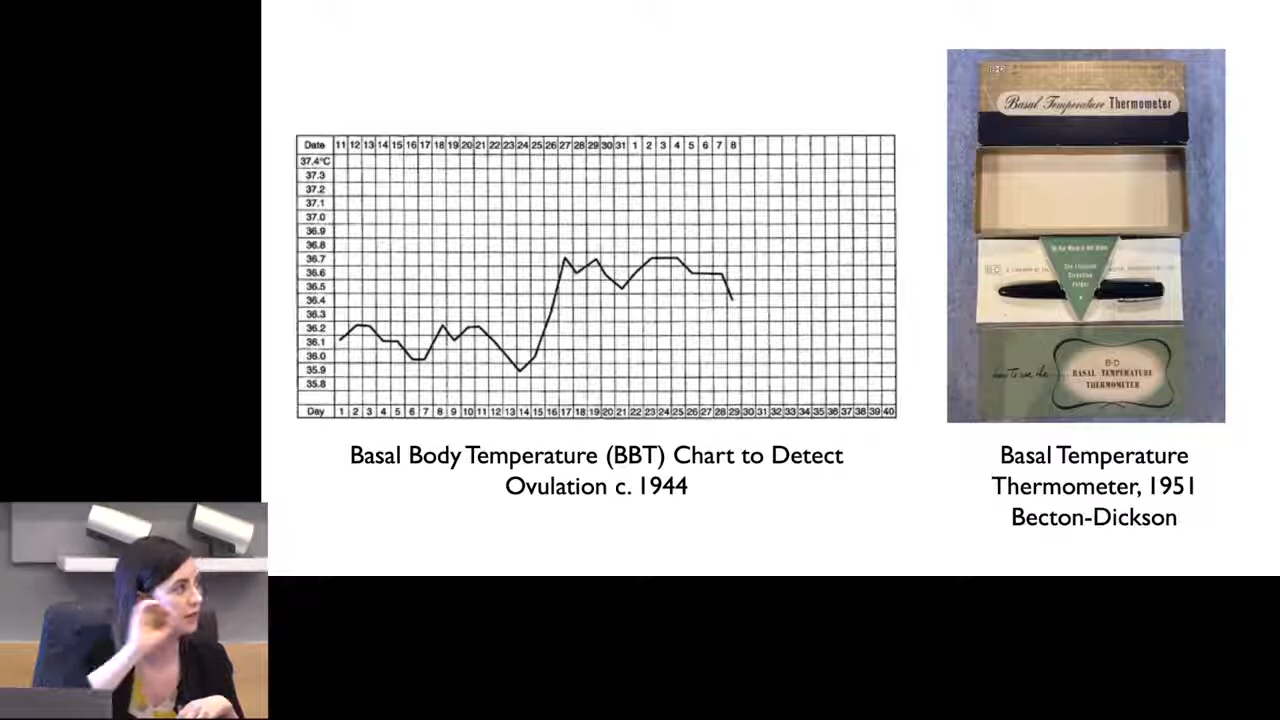 Date 11 12 13 14 15 16 17 18 19 20 21 22 23 24 25 26 27 28 29 30 31 1 2 3 4 5 6 7 8
37.4°C
37.3
37.2
37.1
37.0
36.9
36.8
36.7
36.6
36.5
36.4
36.3
36.2
36.1
36.0
35.9
35.8
Day 1 2 3 4 5 6 7 8 9 10 11 12 13 14 15 16 17 18 19 20 21 22 23 24 25 26 27 28 29 30 31 32 33 34 35 36 37 38 39 40
Basal Body Temperature (BBT) Chart to Detect
Ovulation c. 1944
B-D
Basal Temperature Thermometer
B-D
how to use the
B-D
BASAL TEMPERATURE
THERMOMETER
Basal Temperature
Thermometer, 1951
Becton-Dickson